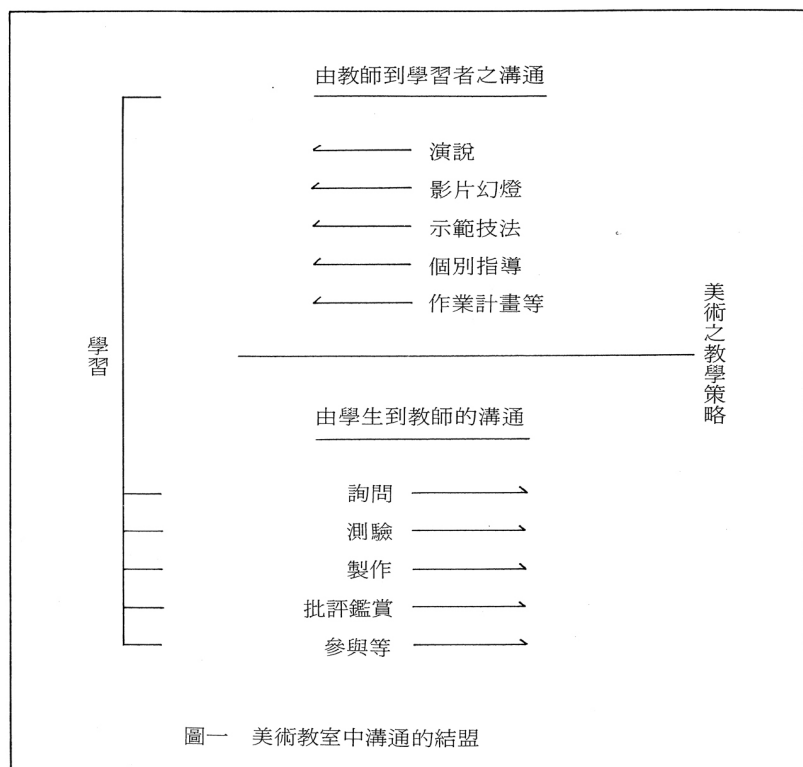 由教師到學習者之溝通
演說
影片幻燈
示範技法
個別指導
作業計畫等
美術之教學策略
學習
由學生到教師的溝通
詢問
測驗
製作
批評鑑賞
參與等
圖一 美術教室中溝通的結盟